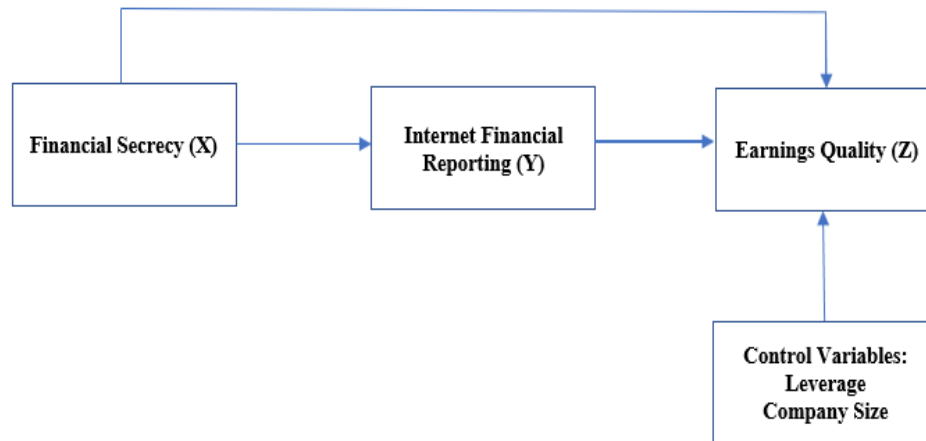 Financial Secrecy (X)
Internet Financial
Reporting (Y)
Earnings Quality (Z)
Control Variables:
Leverage
Company Size